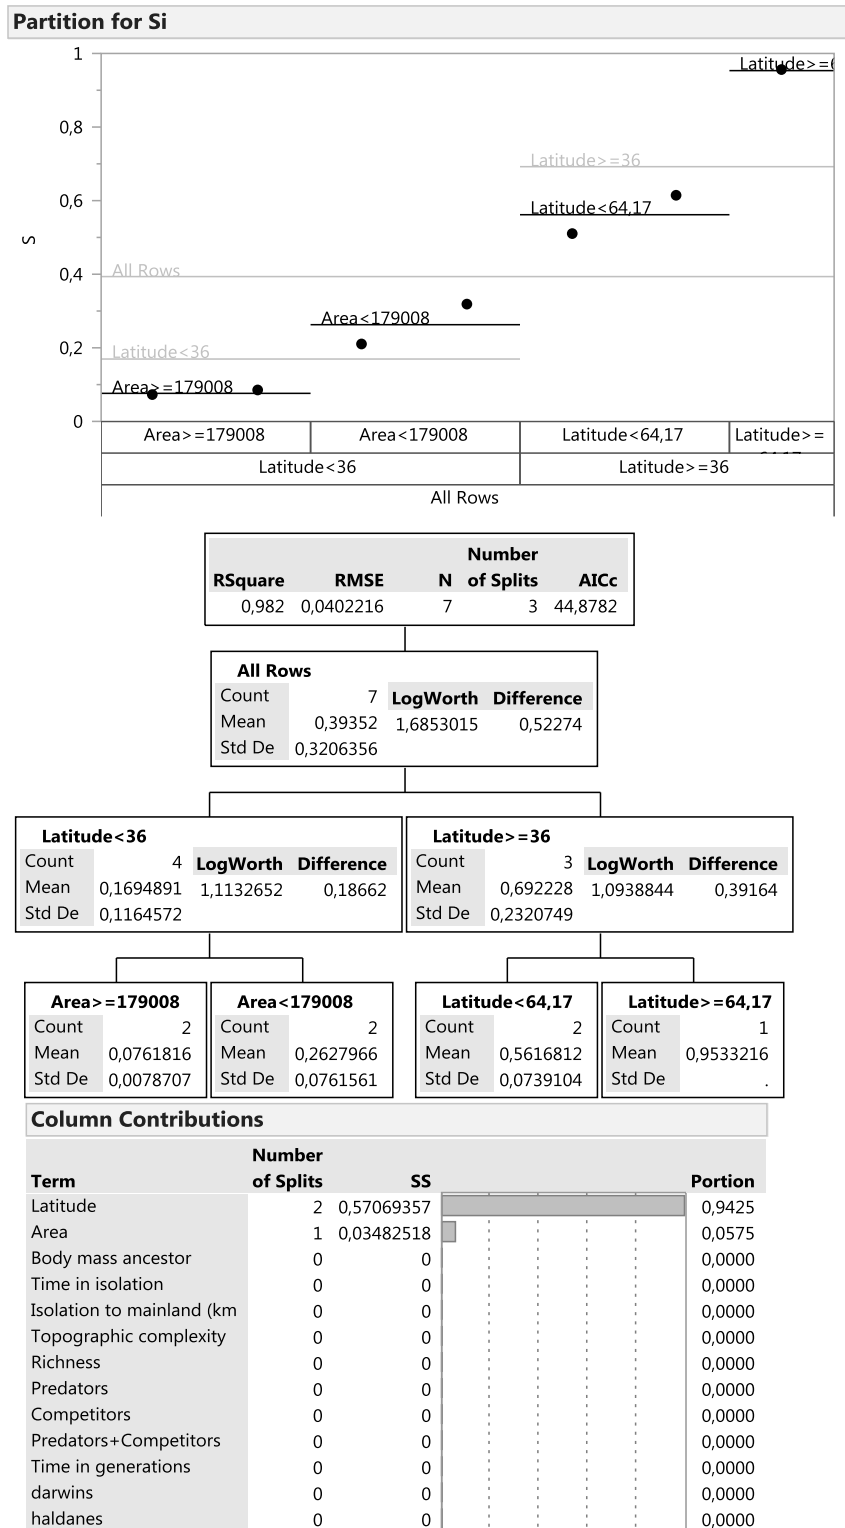 Partition for Si
1
Latitude>=6
0,8
Latitude>=36
0,6
Latitude<64,17
S
0,4
All Rows
Area<179008
0,2
Latitude<36
Area>=179008
0
Area>=179008 Area<179008 Latitude<64,17 Latitude>=
Latitude<36 Latitude>=36
All Rows
Number
RSquare RMSE N of Splits AICc
0,982 0,0402216 7 3 44,8782
All Rows
Count 7 LogWorth Difference
Mean 0,39352 1,6853015 0,52274
Std De 0,3206356
Latitude<36 Latitude>=36
Count 4 LogWorth Difference Count 3 LogWorth Difference
Mean 0,1694891 1,1132652 0,18662 Mean 0,692228 1,0938844 0,39164
Std De 0,1164572 Std De 0,2320749
Area>=179008 Area<179008 Latitude<64,17 Latitude>=64,17
Count 2 Count 2 Count 2 Count 1
Mean 0,0761816 Mean 0,2627966 Mean 0,5616812 Mean 0,9533216
Std De 0,0078707 Std De 0,0761561 Std De 0,0739104 Std De .
Column Contributions
Number
Term of Splits SS Portion
Latitude 2 0,57069357 0,9425
Area 1 0,03482518 0,0575
Body mass ancestor 0 0 0,0000
Time in isolation 0 0 0,0000
Isolation to mainland (km 0 0 0,0000
Topographic complexity 0 0 0,0000
Richness 0 0 0,0000
Predators 0 0 0,0000
Competitors 0 0 0,0000
Predators+Competitors 0 0 0,0000
Time in generations 0 0 0,0000
darwins 0 0 0,0000
haldanes 0 0 0,0000